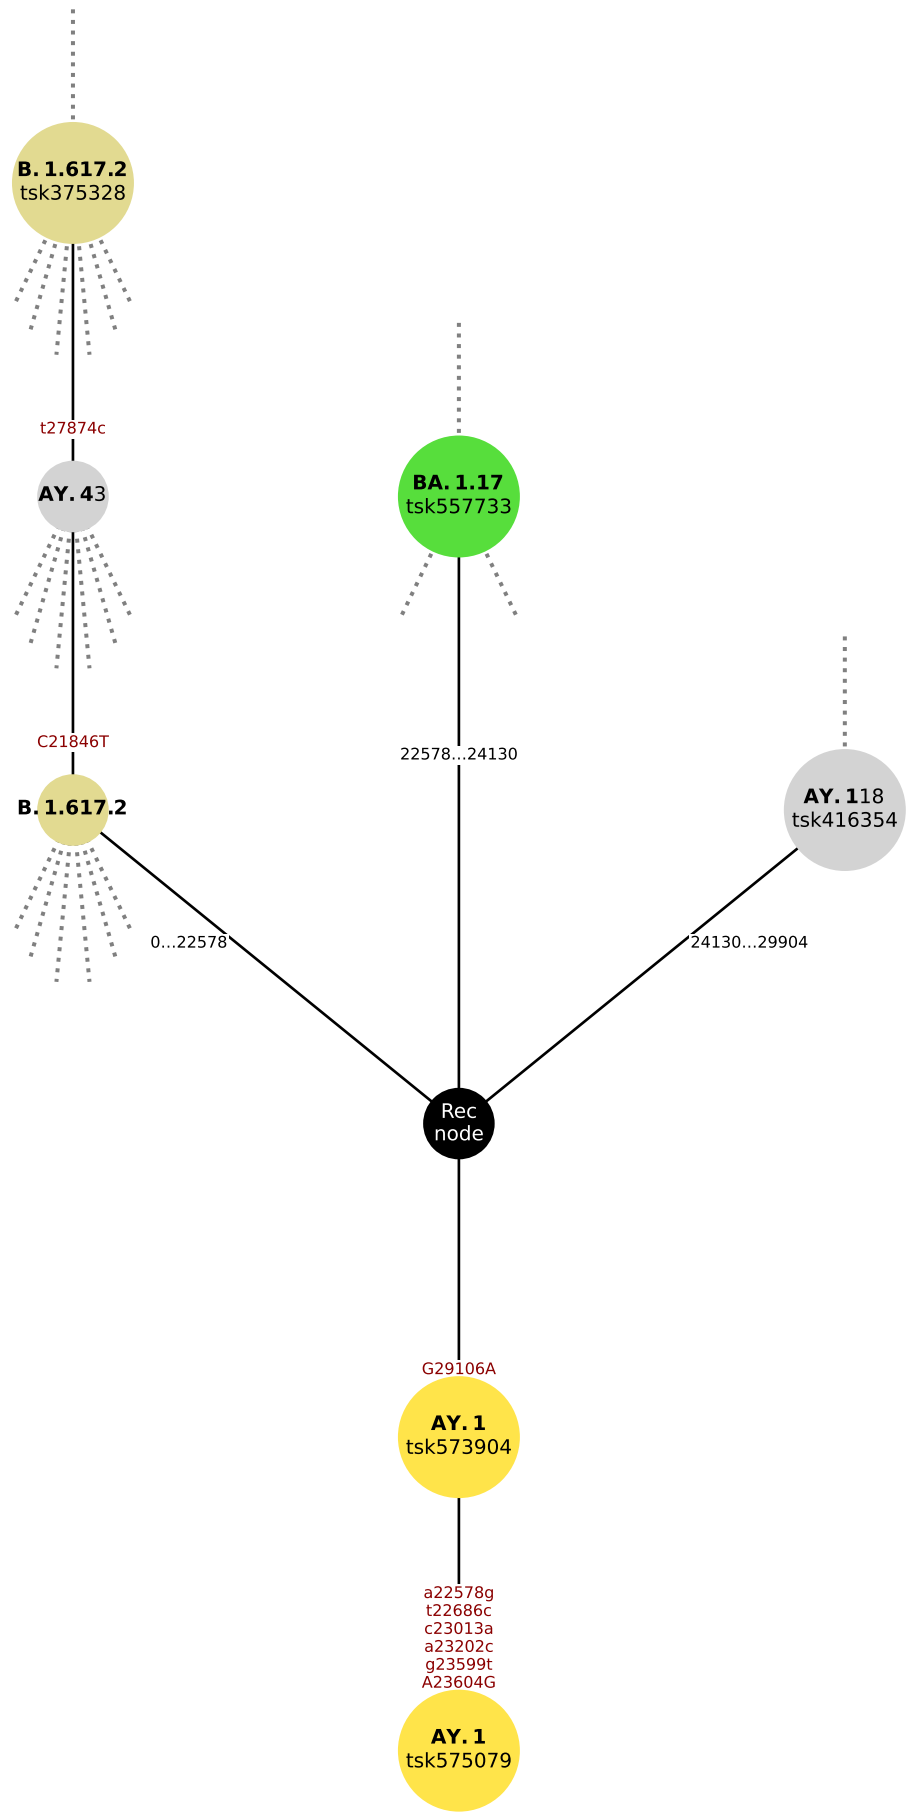 B.1.617.2
tsk375328
t27874c
AY.43
BA.1.17
tsk557733
C21846T
22578...24130
B.1.617.2
AY.118
tsk416354
0...22578
24130...29904
Rec
node
G29106A
AY.1
tsk573904
a22578g
t22686c
c23013a
a23202c
g23599t
A23604G
AY.1
tsk575079